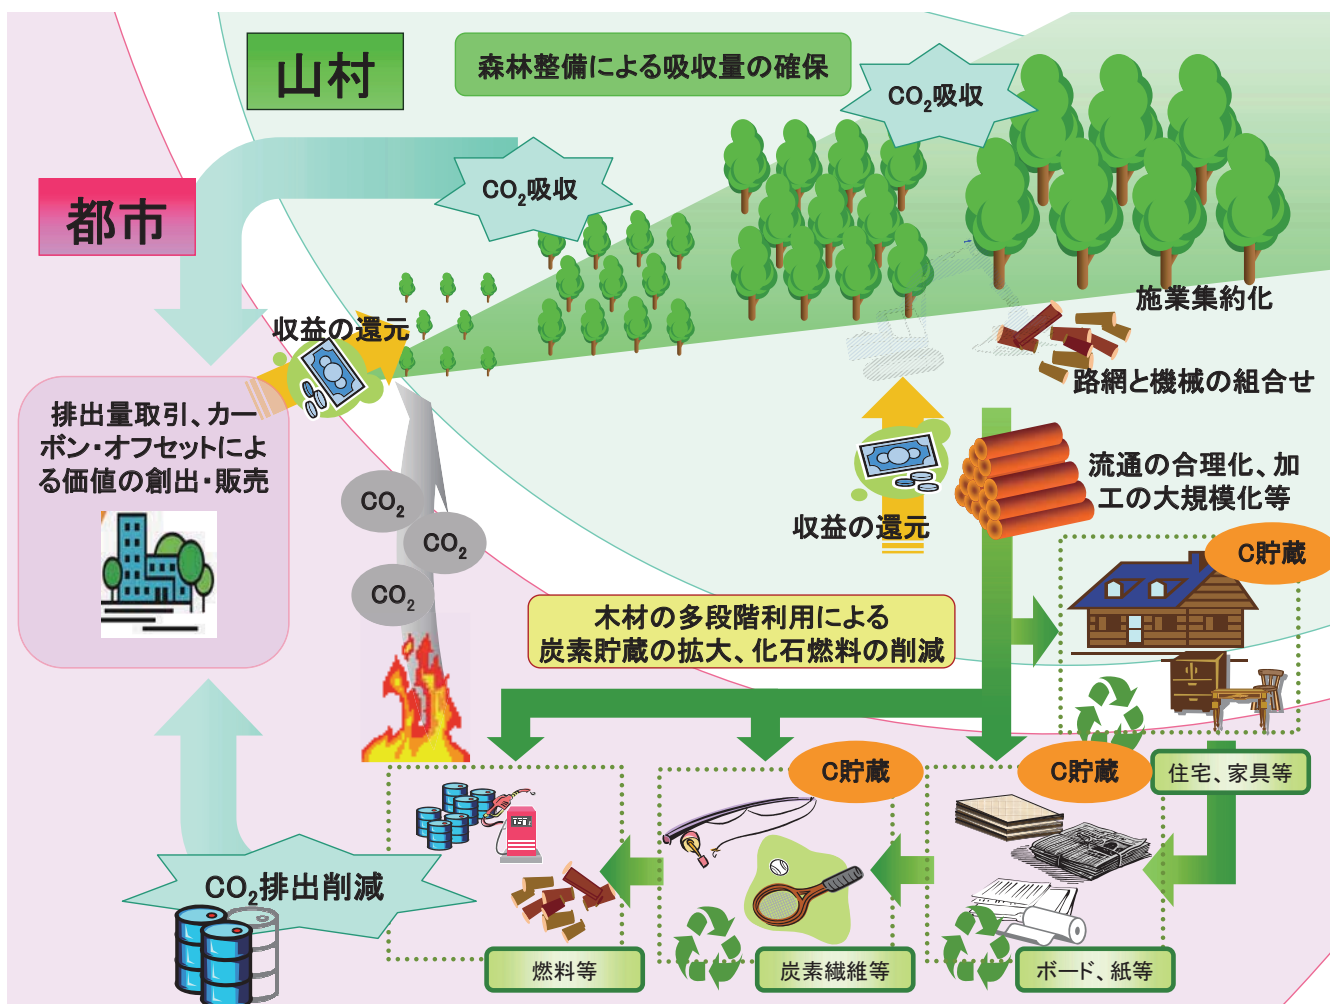 山村
森林整備による吸収量の確保
CO₂吸収
CO₂吸収
都市
収益の還元
施業集約化
路網と機械の組合せ
排出量取引、カー
ボン・オフセットによ
る価値の創出・販売
流通の合理化、加
工の大規模化等
収益の還元
CO₂
CO₂
CO₂
C貯蔵
木材の多段階利用による
炭素貯蔵の拡大、化石燃料の削減
C貯蔵
C貯蔵
住宅、家具等
CO₂排出削減
燃料等
炭素繊維等
ボード、紙等